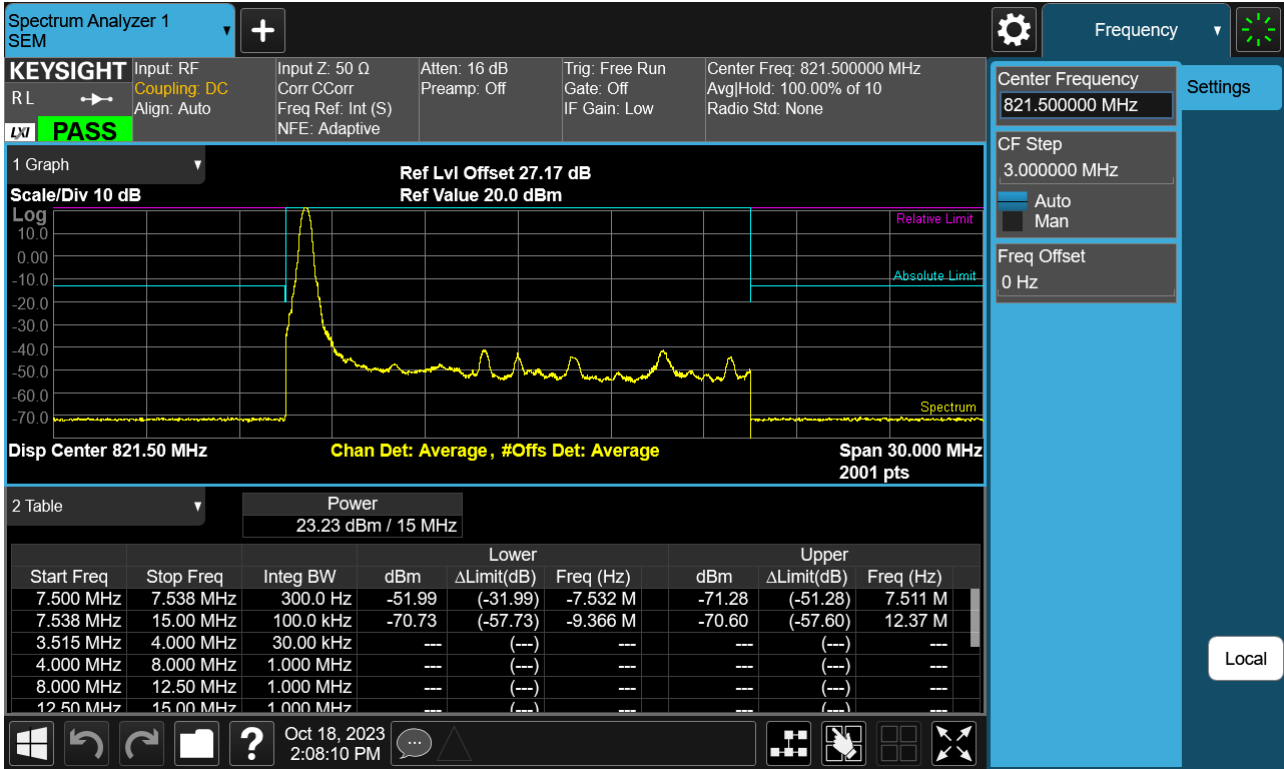 Spectrum Analyzer 1
SEM
Frequency
KEYSIGHT
R L
LXI PASS
Input: RF
Coupling: DC
Align: Auto
Input Z: 50 Ω
Corr CCorr
Freq Ref: Int (S)
NFE: Adaptive
Atten: 16 dB
Preamp: Off
Trig: Free Run
Gate: Off
IF Gain: Low
Center Freq: 821.500000 MHz
Avg|Hold: 100.00% of 10
Radio Std: None
Center Frequency
821.500000 MHz
Settings
CF Step
3.000000 MHz
Auto
Man
Freq Offset
0 Hz
Local
1 Graph
Ref Lvl Offset 27.17 dB
Scale/Div 10 dB
Ref Value 20.0 dBm
Log
Relative Limit
10.0
0.00
Absolute Limit
-10.0
-20.0
-30.0
-40.0
-50.0
-60.0
Spectrum
-70.0
Disp Center 821.50 MHz
Chan Det: Average , #Offs Det: Average
Span 30.000 MHz
2001 pts
2 Table
Power
23.23 dBm / 15 MHz
Lower Upper
Start Freq Stop Freq Integ BW dBm ΔLimit(dB) Freq (Hz) dBm ΔLimit(dB) Freq (Hz)
7.500 MHz 7.538 MHz 300.0 Hz -51.99 (-31.99) -7.532 M -71.28 (-51.28) 7.511 M
7.538 MHz 15.00 MHz 100.0 kHz -70.73 (-57.73) -9.366 M -70.60 (-57.60) 12.37 M
3.515 MHz 4.000 MHz 30.00 kHz --- (---) --- --- (---) ---
4.000 MHz 8.000 MHz 1.000 MHz --- (---) --- --- (---) ---
8.000 MHz 12.50 MHz 1.000 MHz --- (---) --- --- (---) ---
12.50 MHz 15.00 MHz 1.000 MHz --- (---) --- --- (---) ---
?
Oct 18, 2023
2:08:10 PM